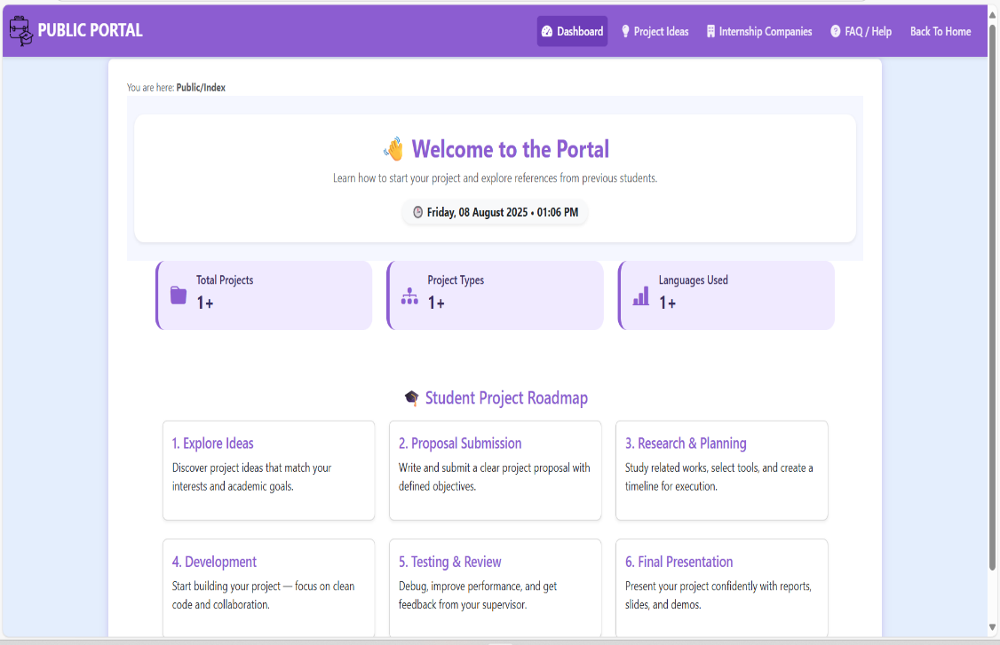 PUBLIC PORTAL
Dashboard
Project Ideas
Internship Companies
FAQ / Help
Back To Home
You are here: Public/Index
Welcome to the Portal
Learn how to start your project and explore references from previous students.
Friday, 08 August 2025 • 01:06 PM
Total Projects
1+
Project Types
1+
Languages Used
1+
Student Project Roadmap
1. Explore Ideas
Discover project ideas that match your
interests and academic goals.
2. Proposal Submission
Write and submit a clear project proposal with
defined objectives.
3. Research & Planning
Study related works, select tools, and create a
timeline for execution.
4. Development
Start building your project — focus on clean
code and collaboration.
5. Testing & Review
Debug, improve performance, and get
feedback from your supervisor.
6. Final Presentation
Present your project confidently with reports,
slides, and demos.